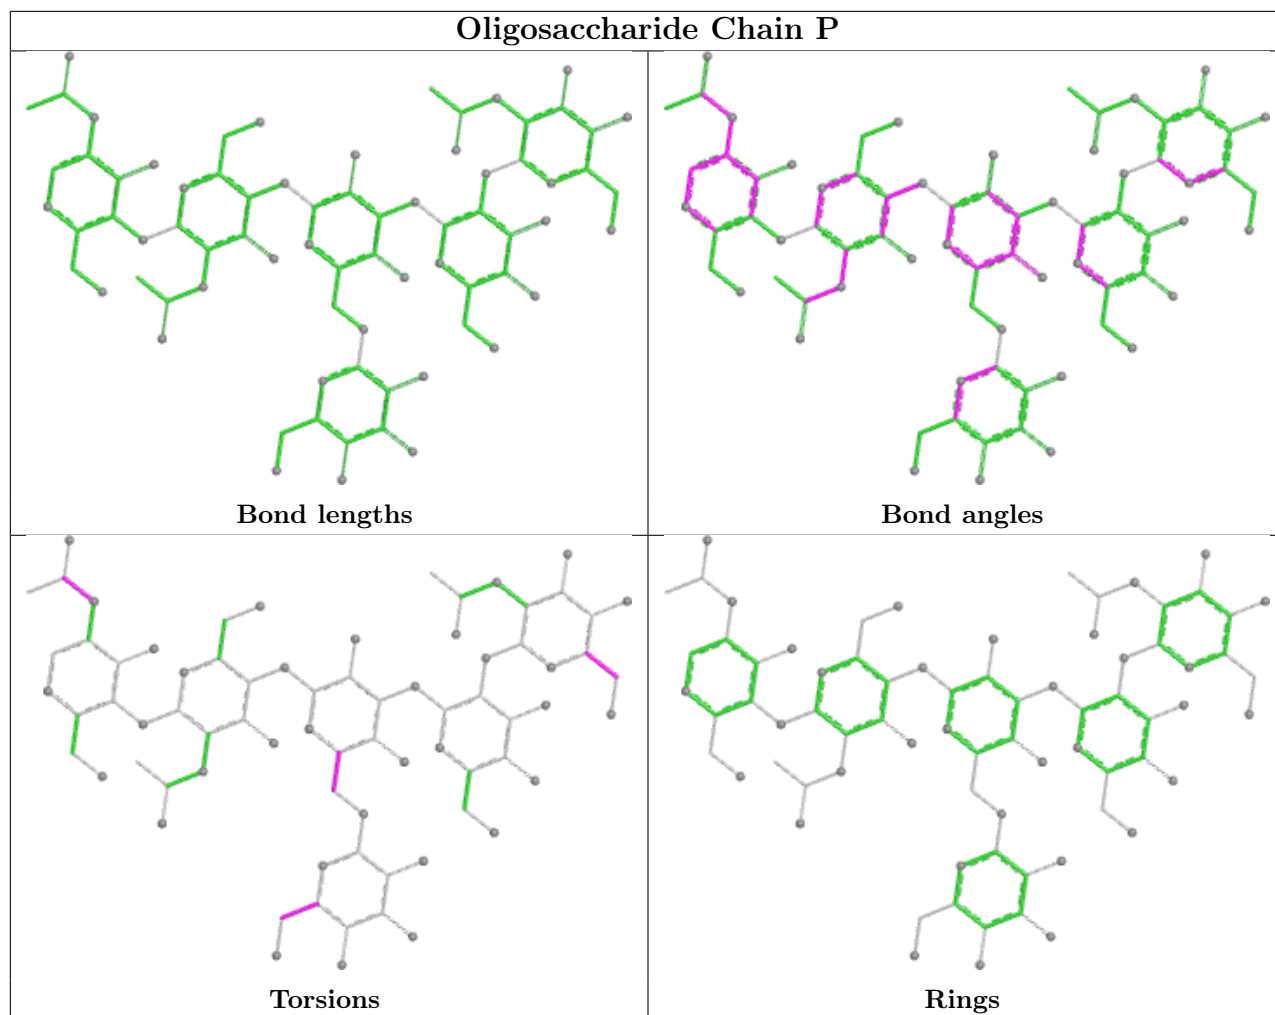 Oligosaccharide Chain P
Bond lengths
Bond angles
Torsions
Rings